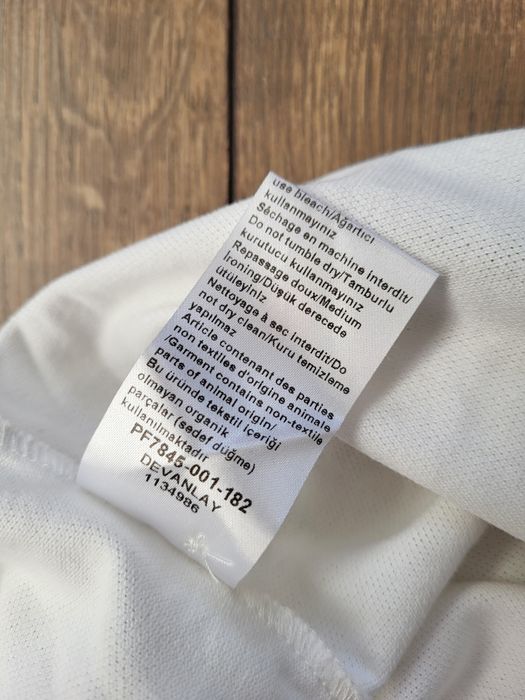 use bleach/Ağartıcı
kullanmayınız
Séchage en machine interdit/
Do not tumble dry/Tamburlu
kurutucu kullanmayınız
Repassage doux/Medium
Ironing/Düşük derecede
ütüleyiniz
Nettoyage à sec interdit/Do
not dry clean/Kuru temizleme
yapılmaz
Article contenant des parties
non textiles d'origine animale
/Garment contains non-textile
parts of animal origin/
Bu üründe tekstil içeriği
olmayan organik
parçalar (sedef düğme)
kullanılmaktadır
PF7845-001-182
DEVANLAY
1134986